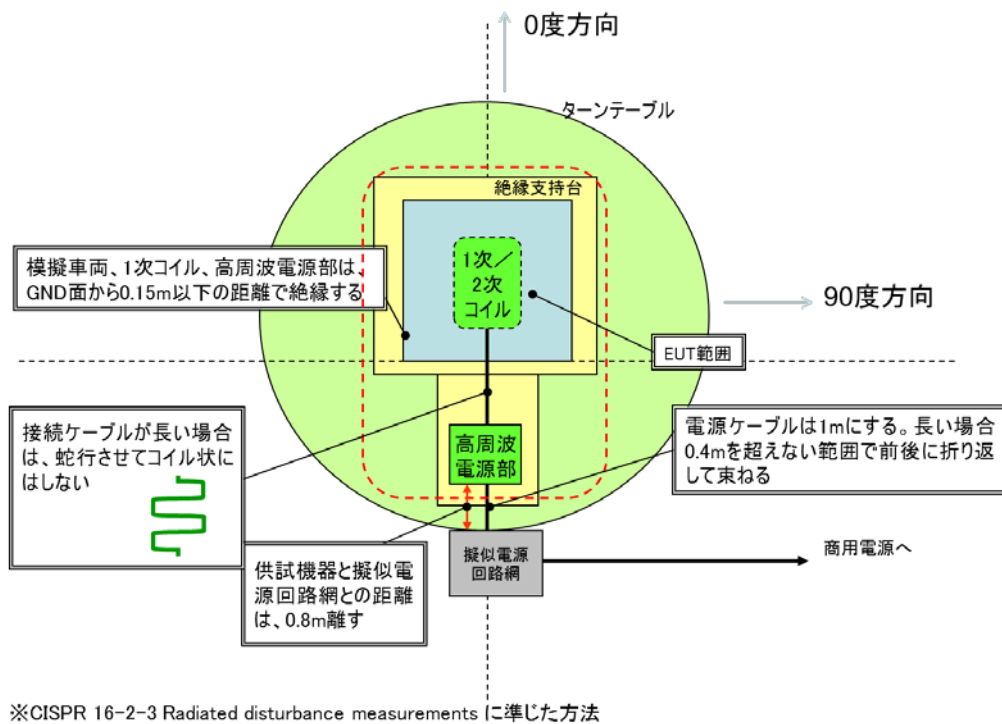 0度方向
ターンテーブル
絶縁支持台
模擬車両、1次コイル、高周波電源部は、
GND面から0.15m以下の距離で絶縁する
1次／
2次
コイル
90度方向
EUT範囲
接続ケーブルが長い場合
は、蛇行させてコイル状に
はしない
高周波
電源部
電源ケーブルは1mにする。長い場合
0.4mを超えない範囲で前後に折り返
して束ねる
供試機器と擬似電
源回路網との距離
は、0.8m離す
擬似電源
回路網
商用電源へ
※CISPR 16-2-3 Radiated disturbance measurements に準じた方法